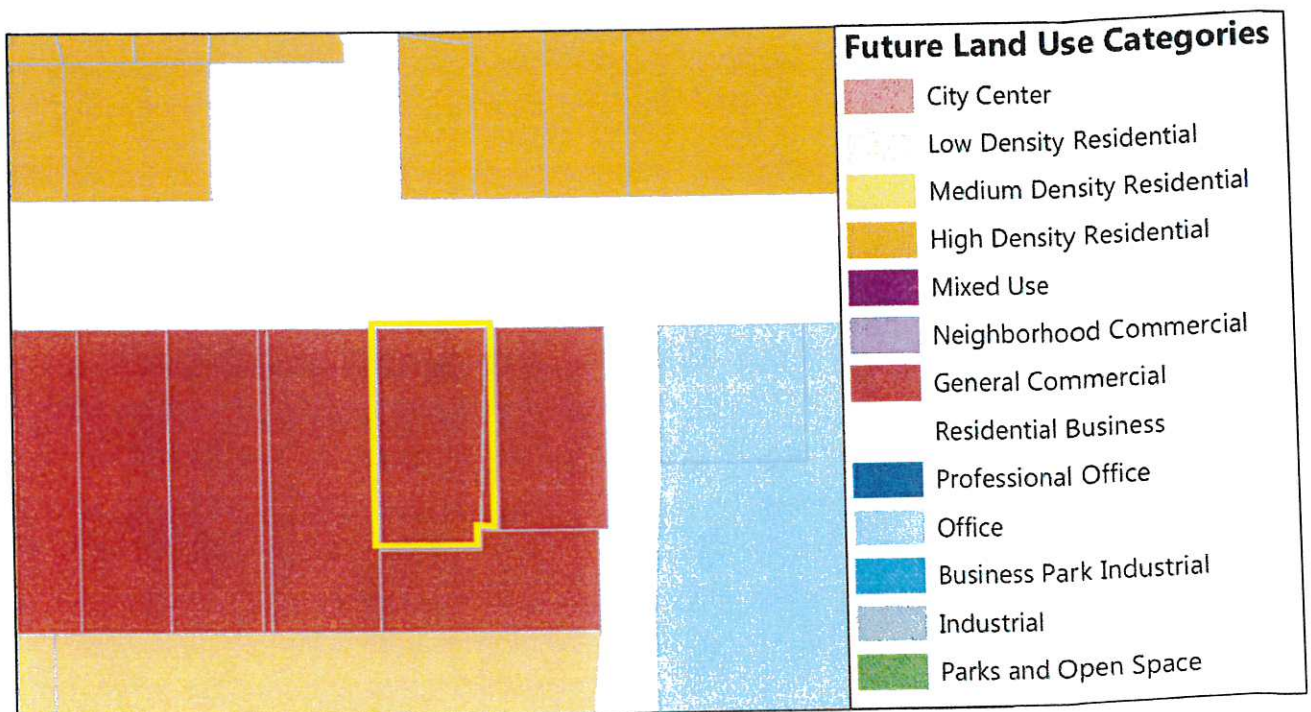 Future Land Use Categories
City Center
Low Density Residential
Medium Density Residential
High Density Residential
Mixed Use
Neighborhood Commercial
General Commercial
Residential Business
Professional Office
Office
Business Park Industrial
Industrial
Parks and Open Space